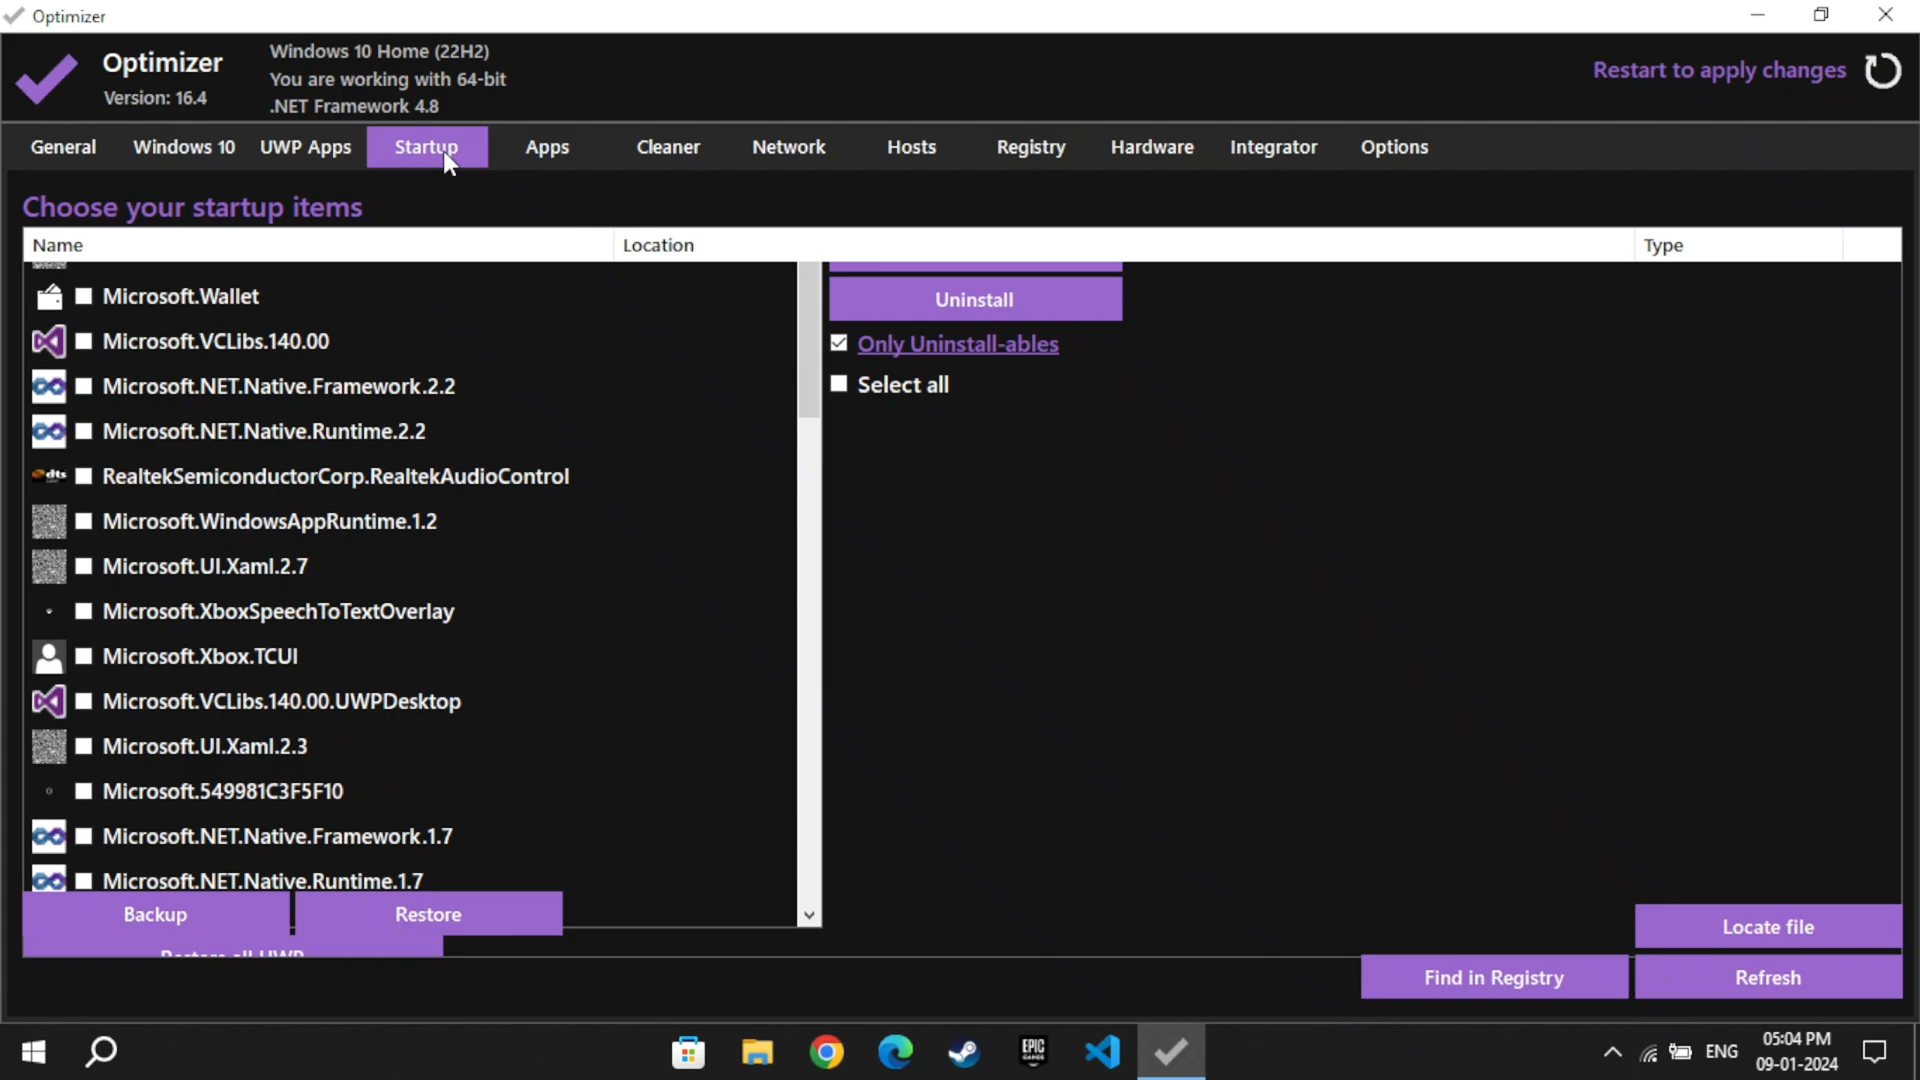 Optimizer
Optimizer
Version: 16.4
Windows 10 Home (22H2)
You are working with 64-bit
.NET Framework 4.8
Restart to apply changes
General Windows 10 UWP Apps Startup Apps Cleaner Network Hosts Registry Hardware Integrator Options
Choose your startup items
Name Location Type
Microsoft.Wallet
Microsoft.VCLibs.140.00
Microsoft.NET.Native.Framework.2.2
Microsoft.NET.Native.Runtime.2.2
dts RealtekSemiconductorCorp.RealtekAudioControl
Microsoft.WindowsAppRuntime.1.2
Microsoft.UI.Xaml.2.7
Microsoft.XboxSpeechToTextOverlay
Microsoft.Xbox.TCUI
Microsoft.VCLibs.140.00.UWPDesktop
Microsoft.UI.Xaml.2.3
Microsoft.549981C3F5F10
Microsoft.NET.Native.Framework.1.7
Microsoft.NET.Native.Runtime.1.7
Uninstall
Only Uninstall-ables
Select all
Backup Restore
Restore all UWP
Locate file
Find in Registry Refresh
EPIC
GAMES
ENG
05:04 PM
09-01-2024